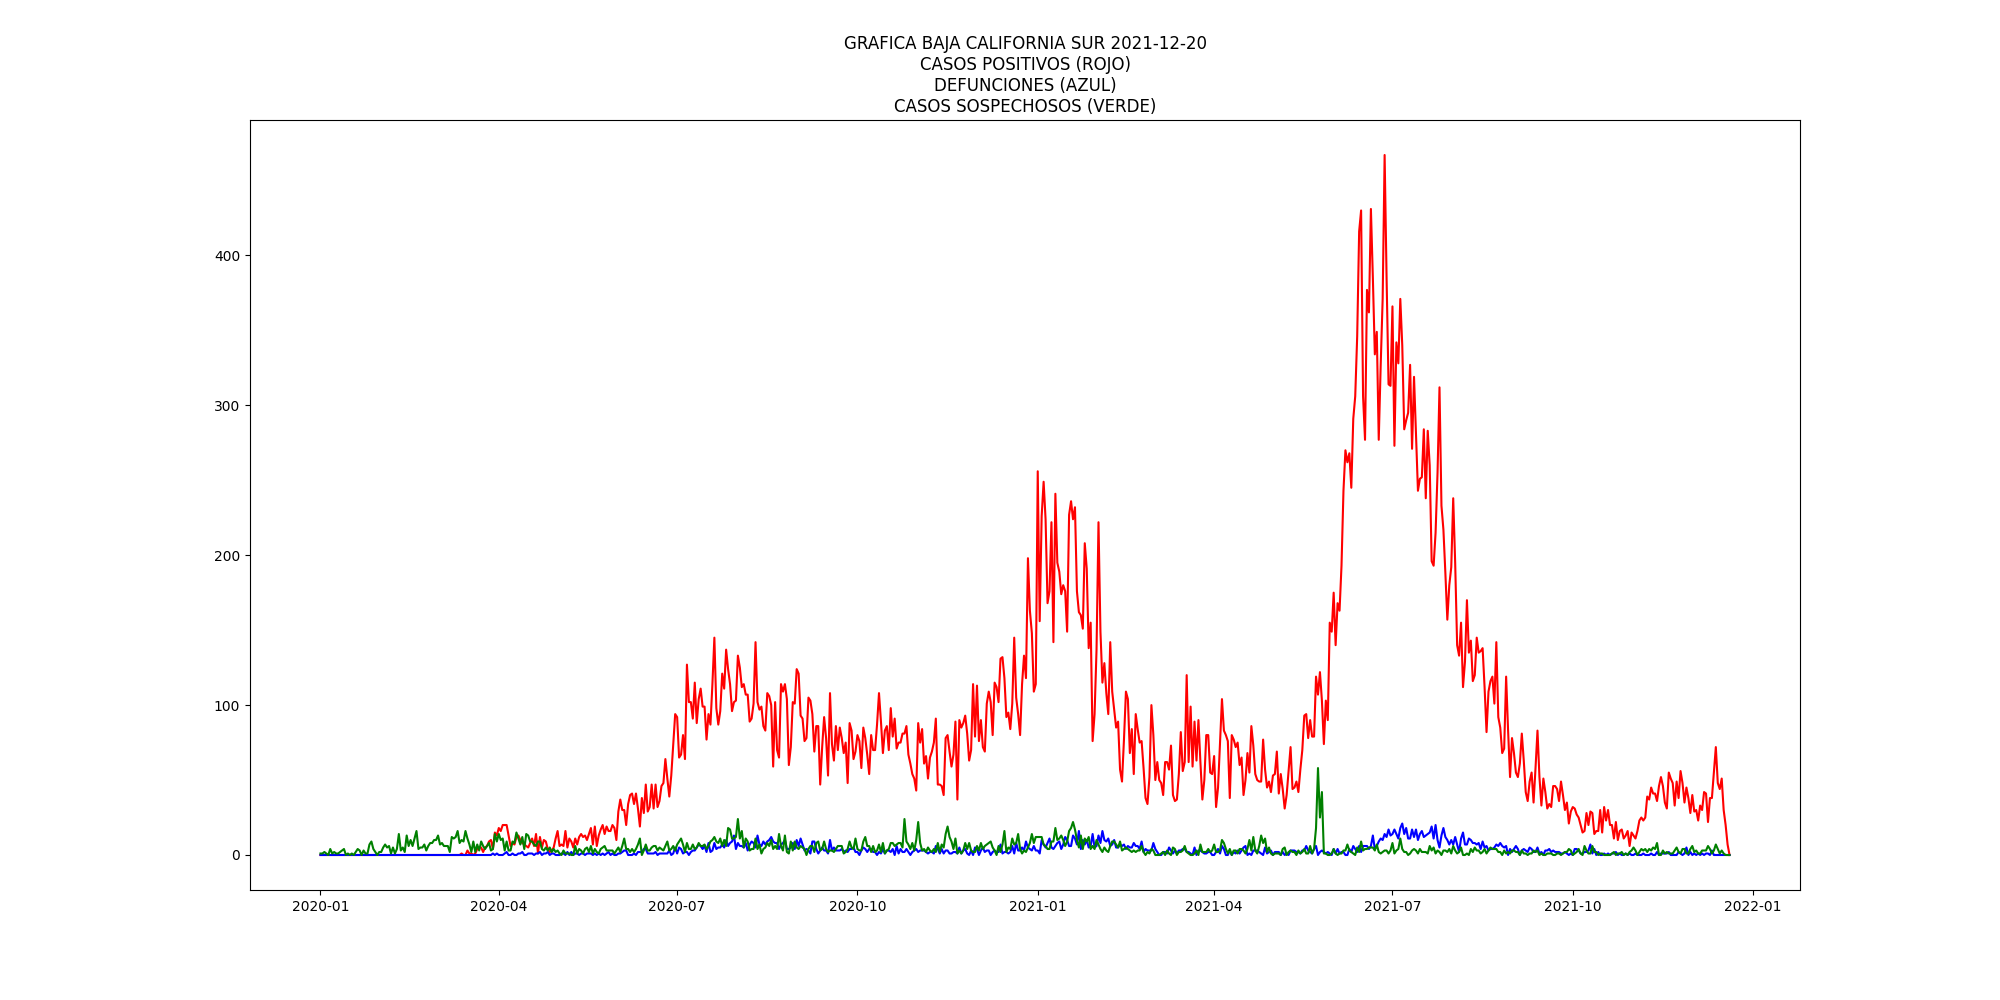 GRAFICA BAJA CALIFORNIA SUR 2021-12-20
CASOS POSITIVOS (ROJO)
DEFUNCIONES (AZUL)
CASOS SOSPECHOSOS (VERDE)
400
300
200
100
0
2020-01 2020-04 2020-07 2020-10 2021-01 2021-04 2021-07 2021-10 2022-01